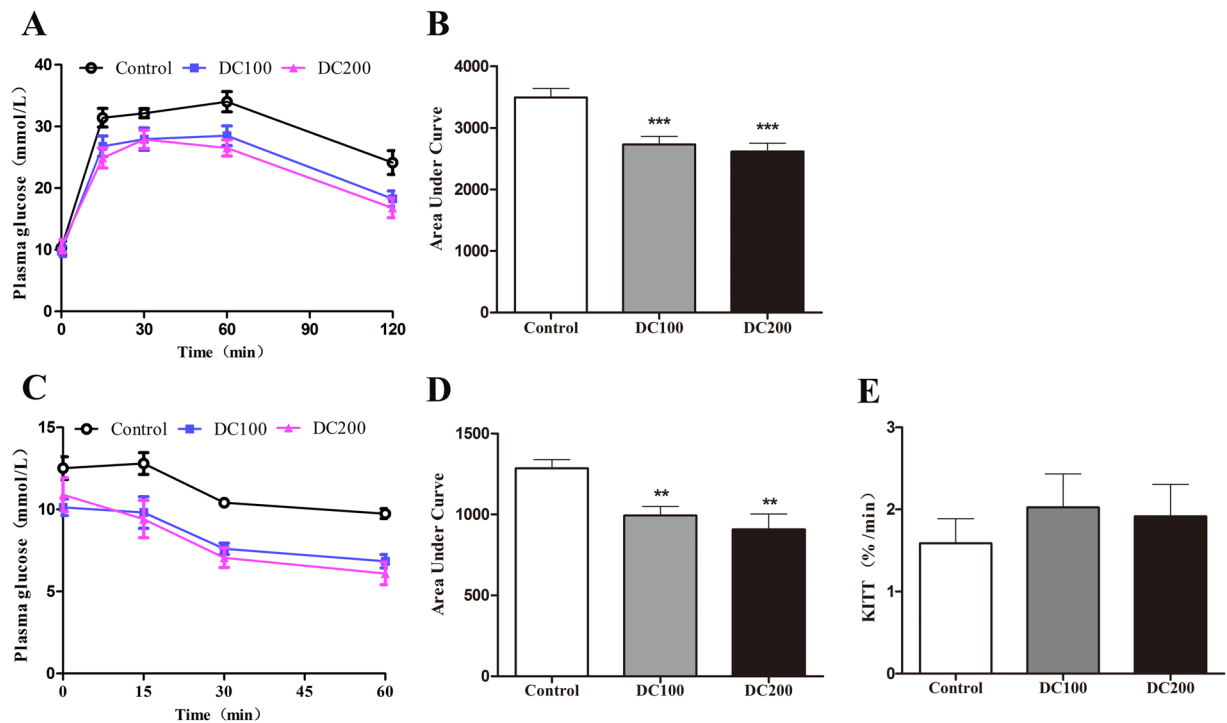 A
Control DC100 DC200
Plasma glucose (mmol/L)
40
30
20
10
0
0 30 60 90 120
Time (min)
B
Area Under Curve
4000
3000
2000
1000
0
*** ***
Control DC100 DC200
C
Control DC100 DC200
Plasma glucose (mmol/L)
15
10
5
0
0 15 30 45 60
Time (min)
D
Area Under Curve
1500
1000
500
0
** **
Control DC100 DC200
E
KITT (% /min)
3
2
1
0
Control DC100 DC200